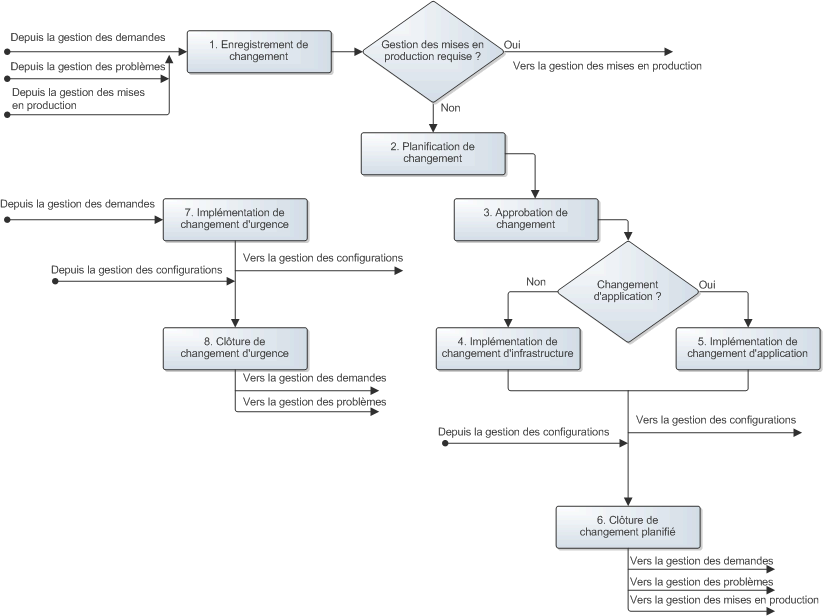 Depuis la gestion des demandes
Depuis la gestion des problèmes
Depuis la gestion des mises
en production
1. Enregistrement de
changement
Gestion des mises en
production requise ?
Oui
Vers la gestion des mises en production
Non
2. Planification de
changement
3. Approbation de
changement
Changement
d'application ?
Non
Oui
4. Implémentation de
changement d'infrastructure
5. Implémentation de
changement d'application
Vers la gestion des configurations
Depuis la gestion des configurations
6. Clôture de
changement planifié
Vers la gestion des demandes
Vers la gestion des problèmes
Vers la gestion des mises en production
Depuis la gestion des demandes
7. Implémentation de
changement d'urgence
Vers la gestion des configurations
Depuis la gestion des configurations
8. Clôture de
changement d'urgence
Vers la gestion des demandes
Vers la gestion des problèmes